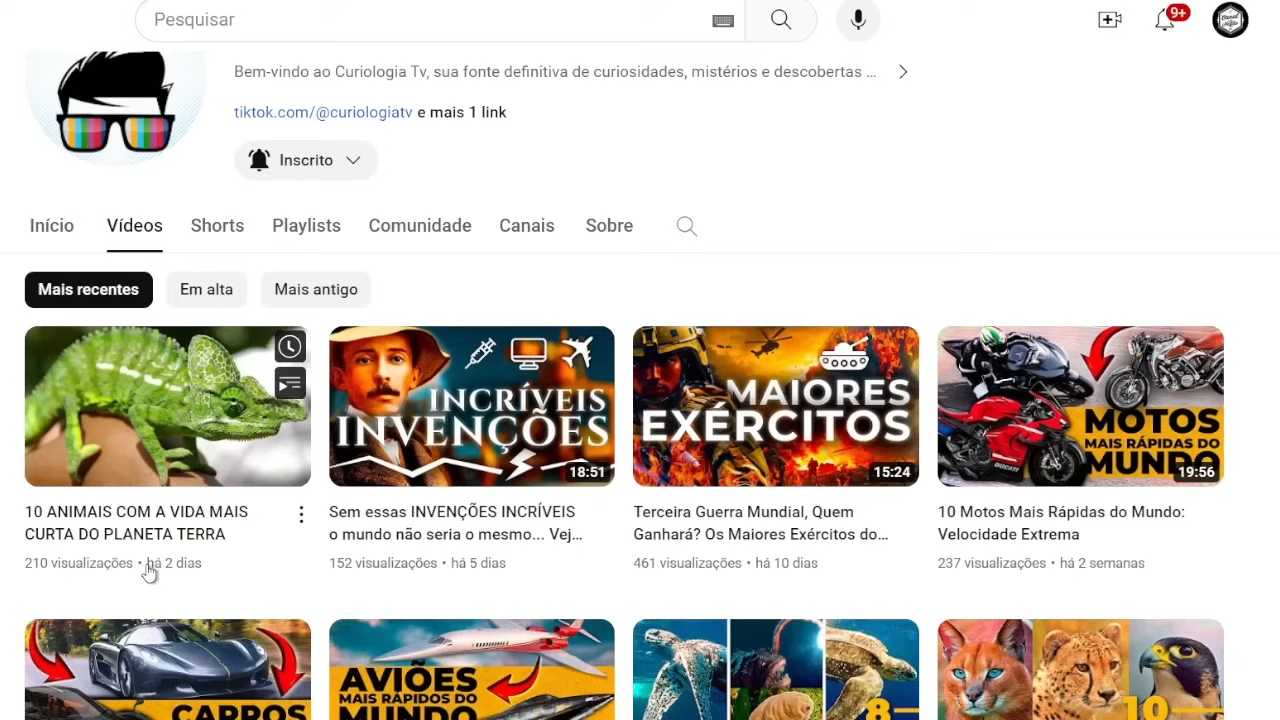 Pesquisar
9+
Bem-vindo ao Curiologia Tv, sua fonte definitiva de curiosidades, mistérios e descobertas ...
tiktok.com/@curiologiatv e mais 1 link
Inscrito
Início Vídeos Shorts Playlists Comunidade Canais Sobre
Mais recentes Em alta Mais antigo
INCRÍVEIS
INVENÇÕES
18:51
MAIORES
EXÉRCITOS
15:24
DUCATI
MOTOS
MAIS RÁPIDAS DO
MUNDO
19:56
10 ANIMAIS COM A VIDA MAIS
CURTA DO PLANETA TERRA
210 visualizações • há 2 dias
Sem essas INVENÇÕES INCRÍVEIS
o mundo não seria o mesmo... Vej...
152 visualizações • há 5 dias
Terceira Guerra Mundial, Quem
Ganhará? Os Maiores Exércitos do...
461 visualizações • há 10 dias
10 Motos Mais Rápidas do Mundo:
Velocidade Extrema
237 visualizações • há 2 semanas
CARROS
AVIÕES
MAIS RÁPIDOS DO
MUNDO
8
10